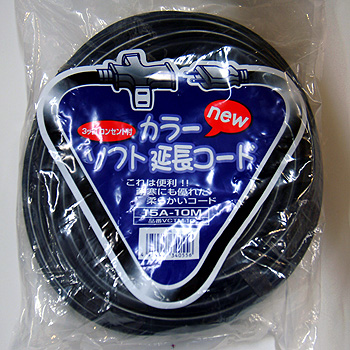 new
3ヶ口コンセント付
カラー
ソフト延長コード
これは便利!!
耐寒にも優れた
柔らかいコード
15A-10M